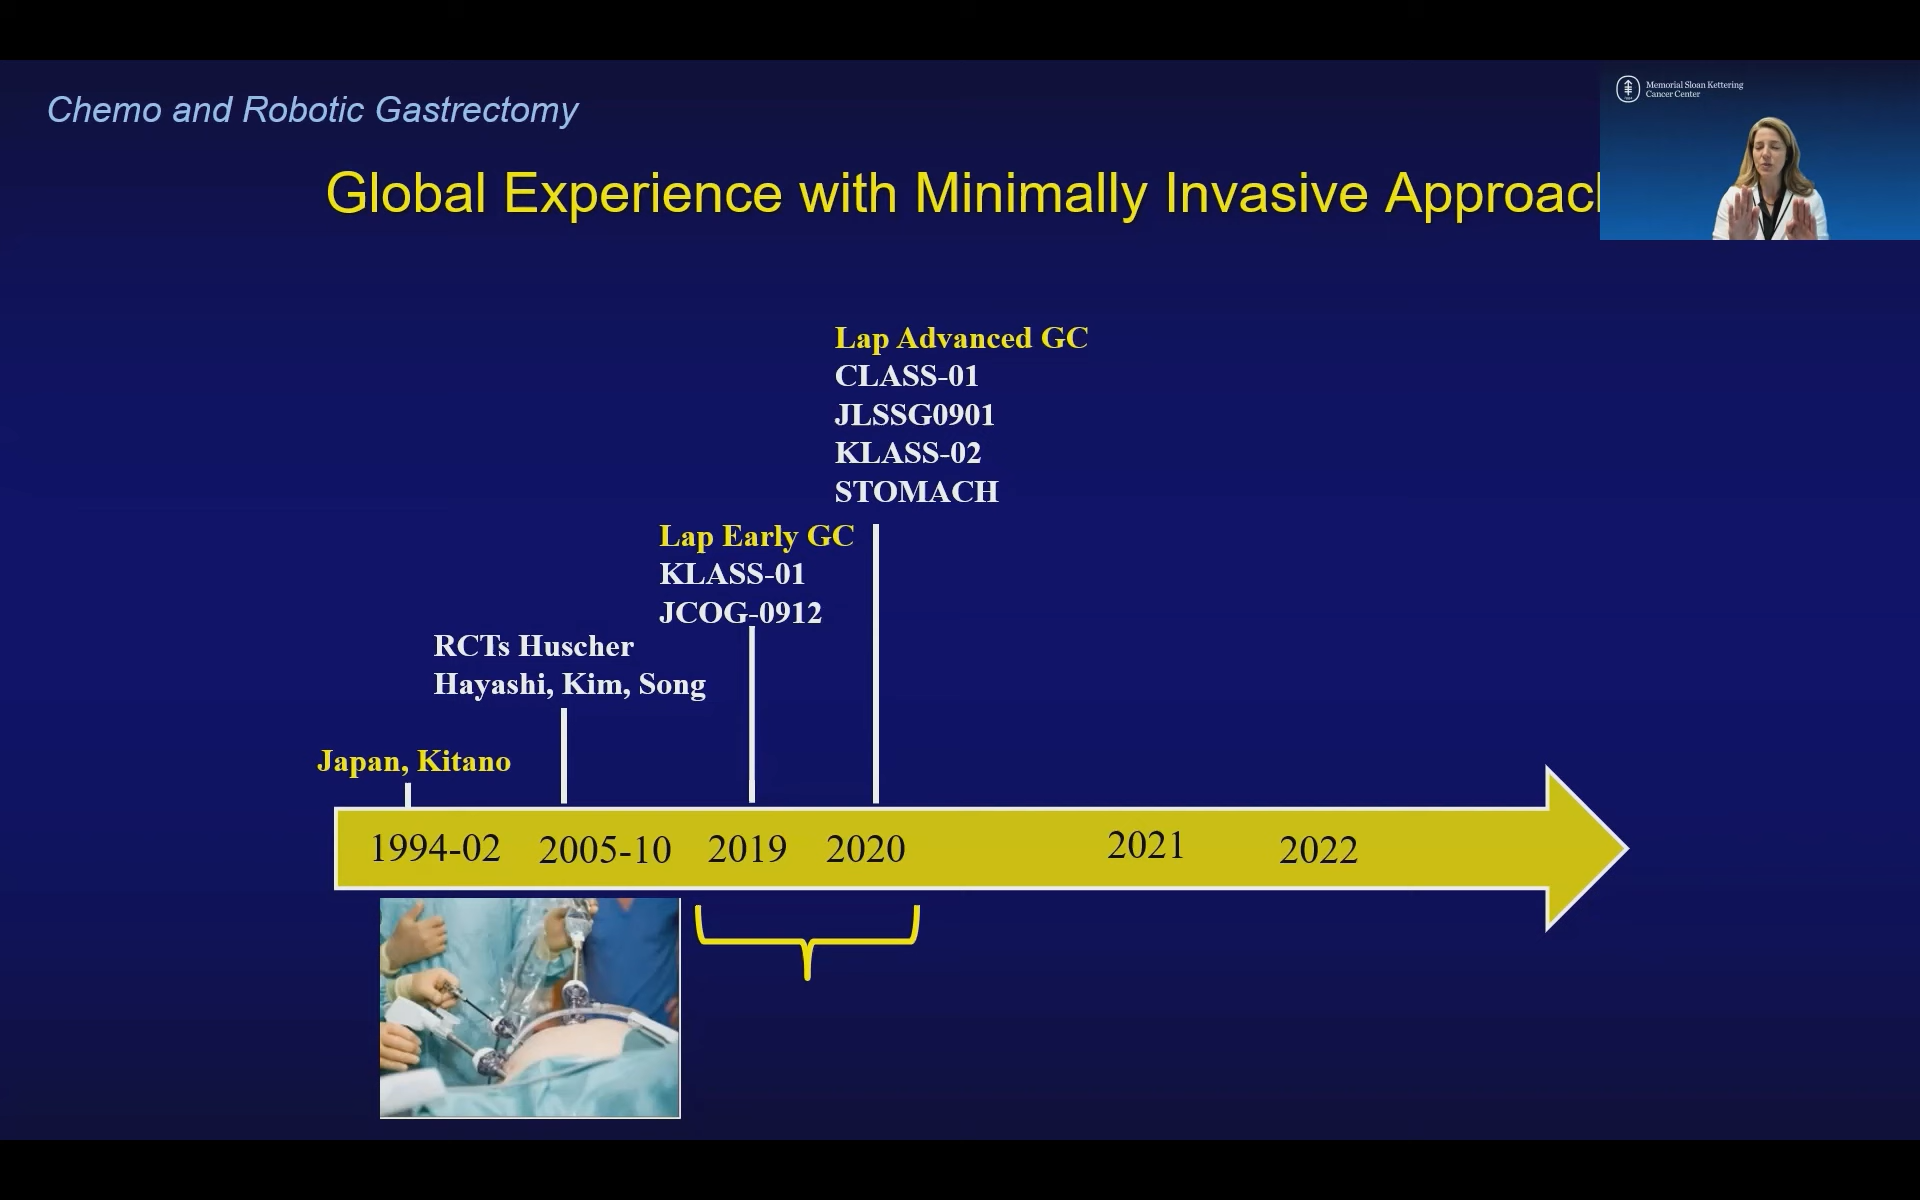 Chemo and Robotic Gastrectomy
Memorial Sloan Kettering
Cancer Center
Global Experience with Minimally Invasive Approac
Lap Advanced GC
CLASS-01
JLSSG0901
KLASS-02
STOMACH
Lap Early GC
KLASS-01
JCOG-0912
RCTs Huscher
Hayashi, Kim, Song
Japan, Kitano
1994-02 2005-10 2019 2020 2021 2022